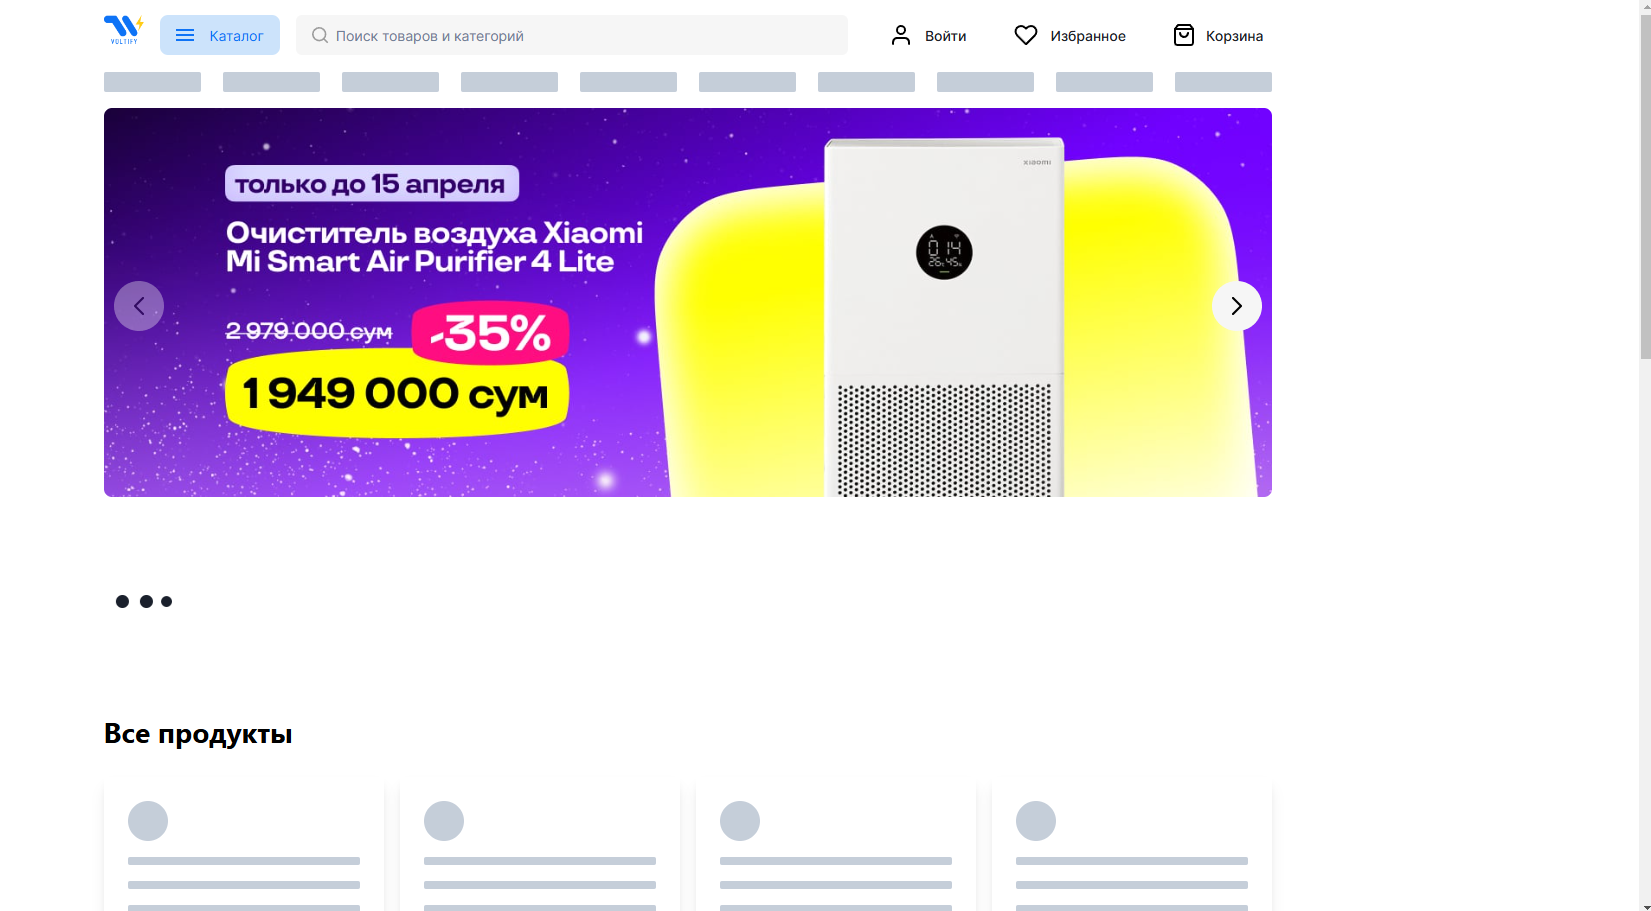 VOLTIFY
Каталог
Поиск товаров и категорий
Войти
Избранное
Корзина
только до 15 апреля
Очиститель воздуха Xiaomi
Mi Smart Air Purifier 4 Lite
2 979 000 сум
-35%
1 949 000 сум
xiaomi
014
Все продукты